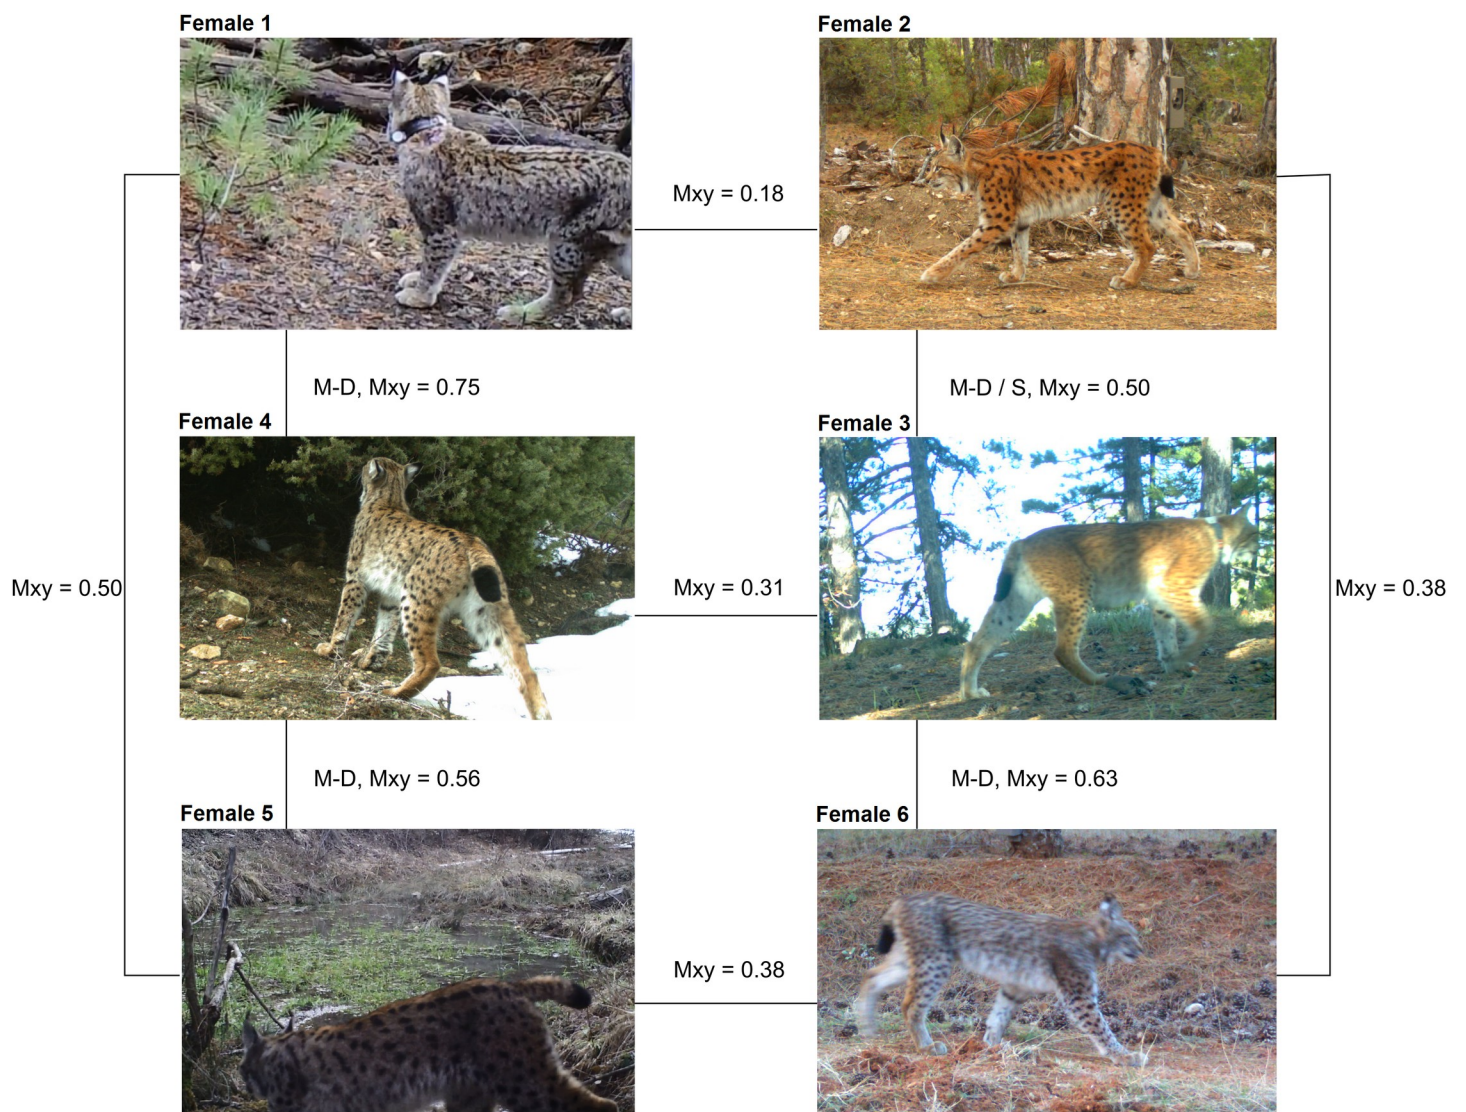 Female 1
Female 2
Mxy = 0.18
M-D, Mxy = 0.75
M-D / S, Mxy = 0.50
Female 4
Female 3
Mxy = 0.50
Mxy = 0.31
Mxy = 0.38
M-D, Mxy = 0.56
M-D, Mxy = 0.63
Female 5
Female 6
Mxy = 0.38